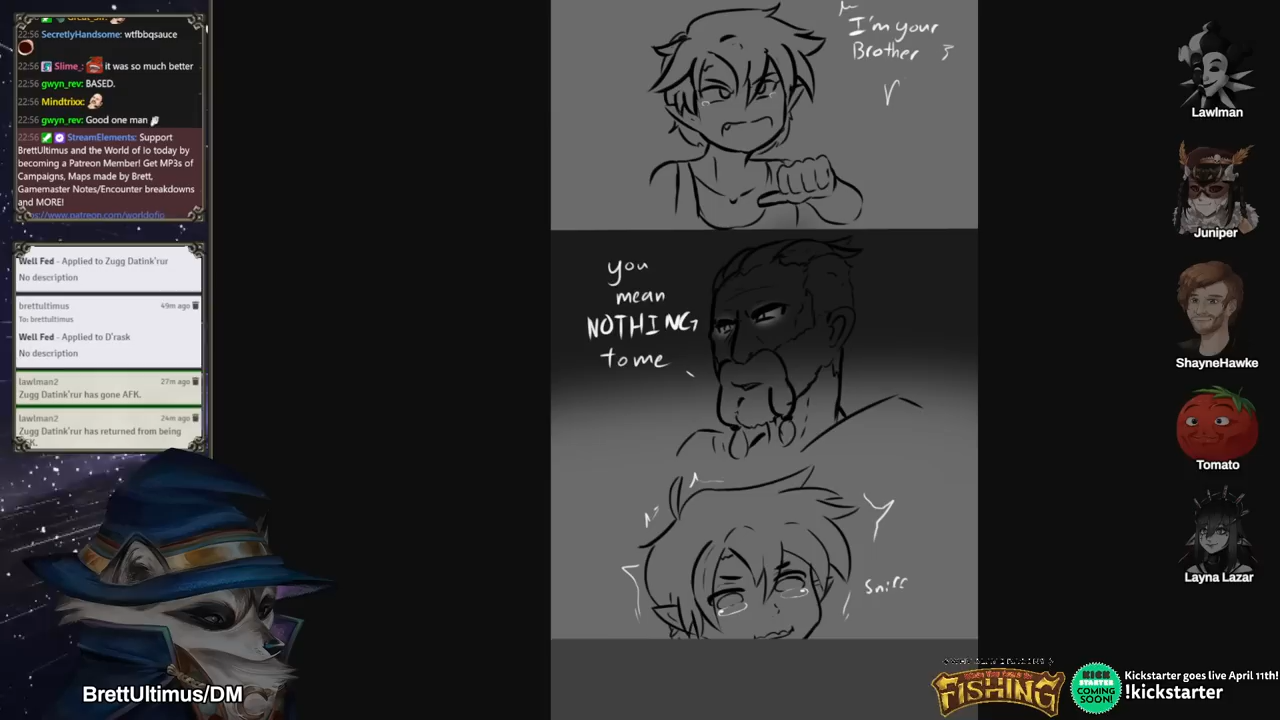 22:56 SecretlyHandsome: wtfbbqsauce
22:56 Slime_: it was so much better
22:56 gwyn_rev: BASED.
22:56 Mindtrixx:
22:56 gwyn_rev: Good one man
22:56 StreamElements: Support
BrettUltimus and the World of Io today by
becoming a Patreon Member! Get MP3s of
Campaigns, Maps made by Brett,
Gamemaster Notes/Encounter breakdowns
and MORE!
Well Fed - Applied to Zugg Datink'rur
No description
brettultimus 49m ago
To: brettultimus
Well Fed - Applied to D'rask
No description
lawlman2 27m ago
Zugg Datink'rur has gone AFK.
lawlman2 24m ago
Zugg Datink'rur has returned from being
BrettUltimus/DM
I'm your
Brother
you
mean
NOTHING
to me
Sniff
Lawlman
Juniper
ShayneHawke
Tomato
Layna Lazar
FISHING
KICK
STARTER
COMING
SOON!
Kickstarter goes live April 11th!
!kickstarter